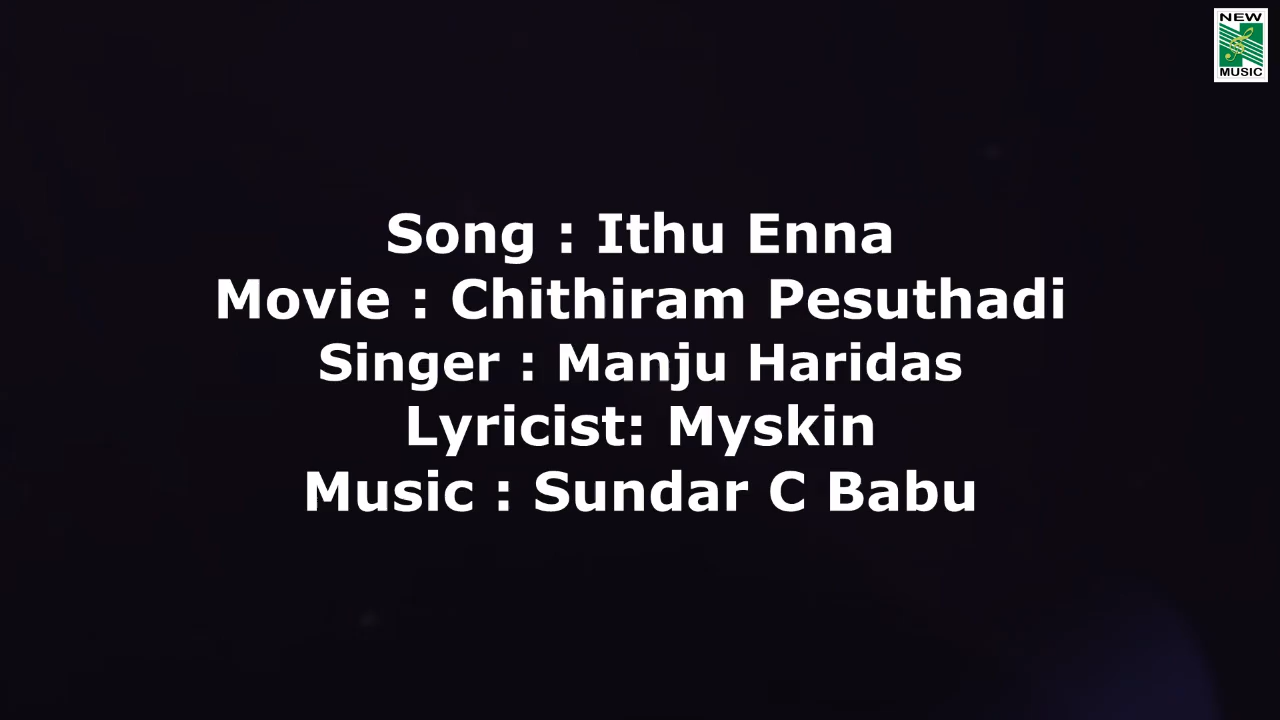 NEW
MUSIC
Song : Ithu Enna
Movie : Chithiram Pesuthadi
Singer : Manju Haridas
Lyricist: Myskin
Music : Sundar C Babu